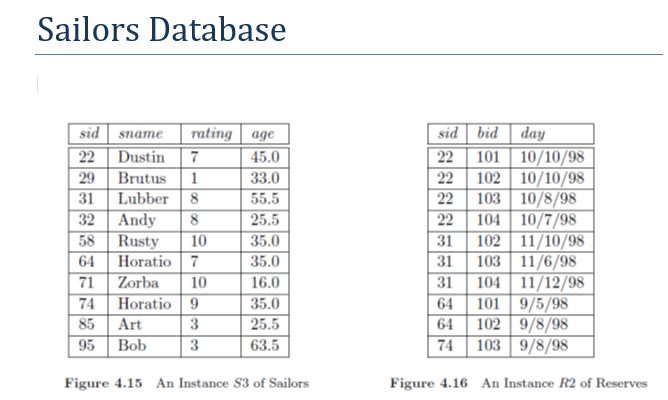 Sailors Database
sid sname rating age
22 Dustin 7 45.0
29 Brutus 1 33.0
31 Lubber 8 55.5
32 Andy 8 25.5
58 Rusty 10 35.0
64 Horatio 7 35.0
71 Zorba 10 16.0
74 Horatio 9 35.0
85 Art 3 25.5
95 Bob 3 63.5
Figure 4.15 An Instance S3 of Sailors
sid bid day
22 101 10/10/98
22 102 10/10/98
22 103 10/8/98
22 104 10/7/98
31 102 11/10/98
31 103 11/6/98
31 104 11/12/98
64 101 9/5/98
64 102 9/8/98
74 103 9/8/98
Figure 4.16 An Instance R2 of Reserves